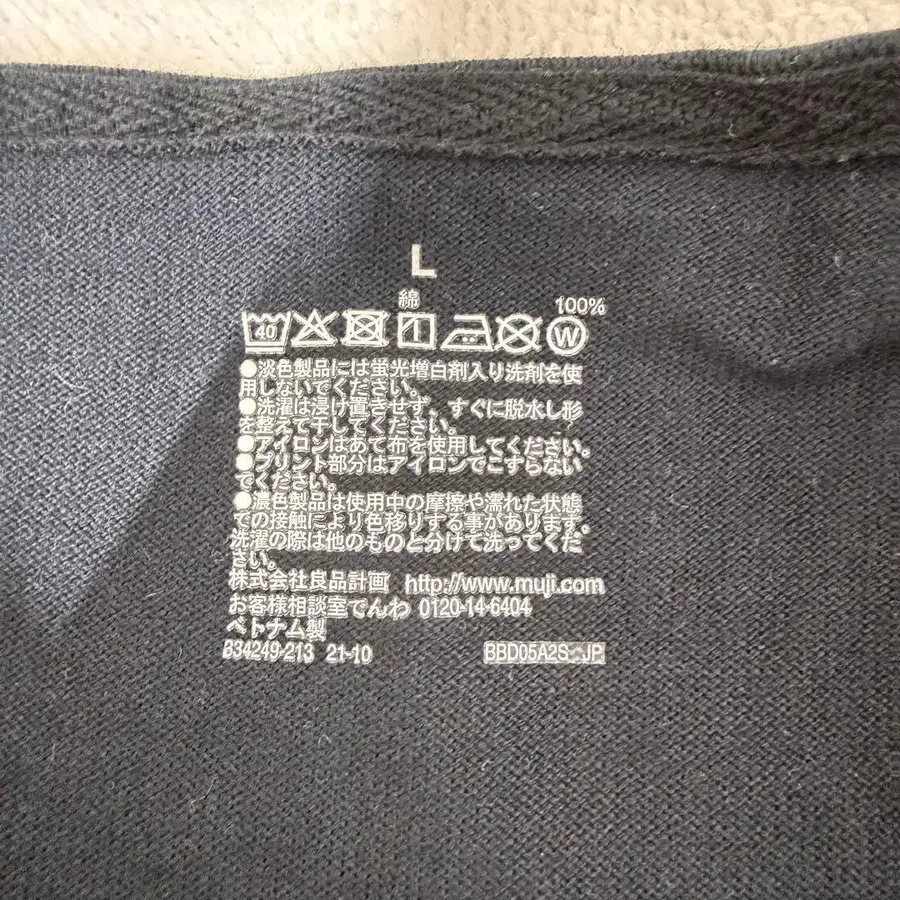 L
綿 100%
40 W
●淡色製品には蛍光増白剤入り洗剤を使
用しないでください。
●洗濯は浸け置きせず、すぐに脱水し形
を整えて干してください。
●アイロンはあて布を使用してください。
●プリント部分はアイロンでこすらない
でください。
●濃色製品は使用中の摩擦や濡れた状態
での接触により色移りする事があります。
洗濯の際は他のものと分けて洗ってくだ
さい。
株式会社良品計画 http://www.muji.com
お客様相談室でんわ 0120-14-6404
ベトナム製
834249-213 21-10 BBD05A2S JP